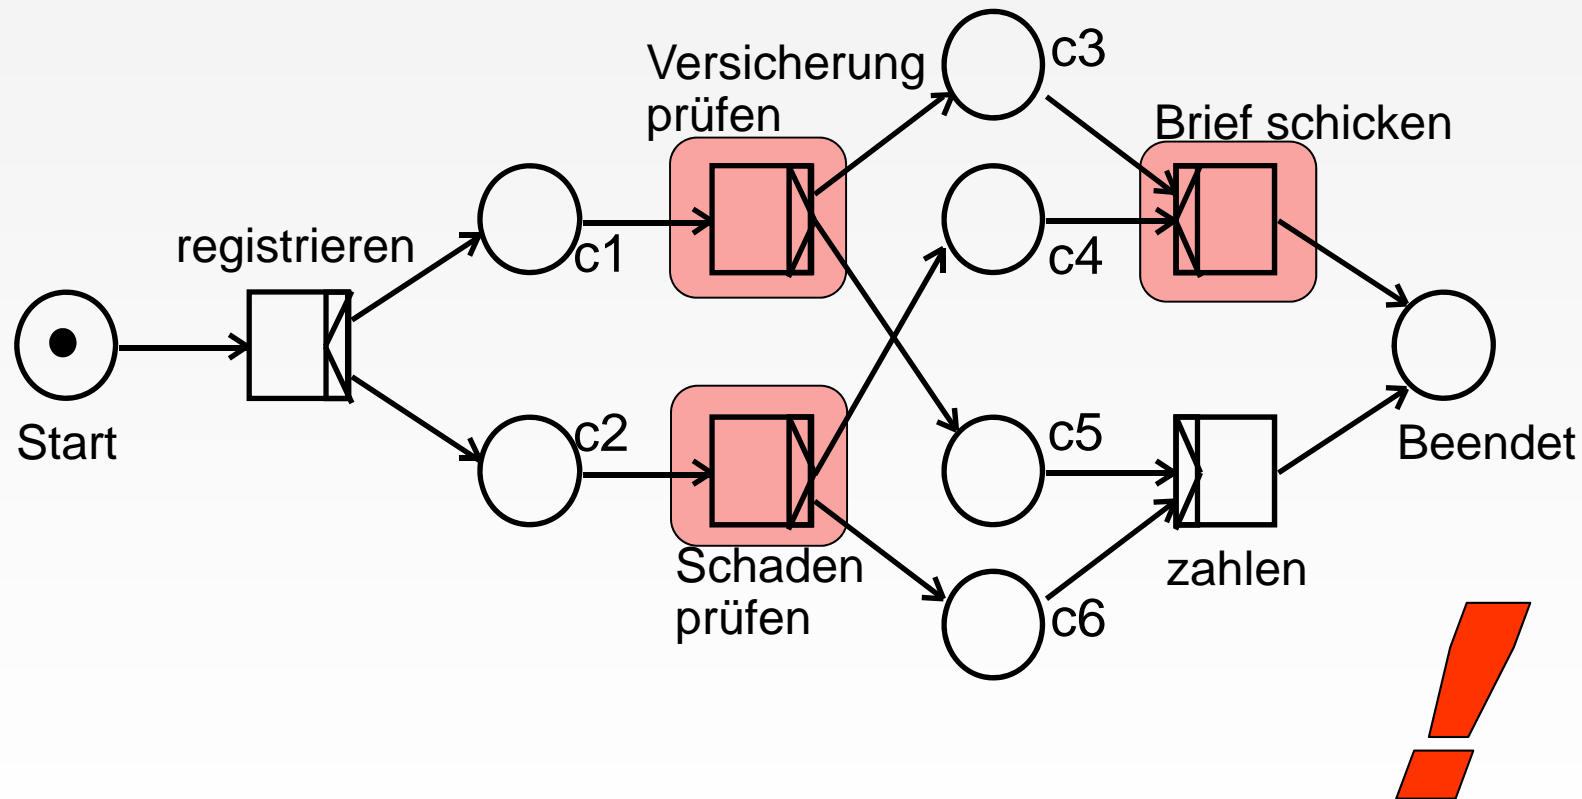 Versicherung
prüfen
c3
Brief schicken
registrieren
c1
c4
Start
c2
c5
Beendet
Schaden
prüfen
zahlen
c6